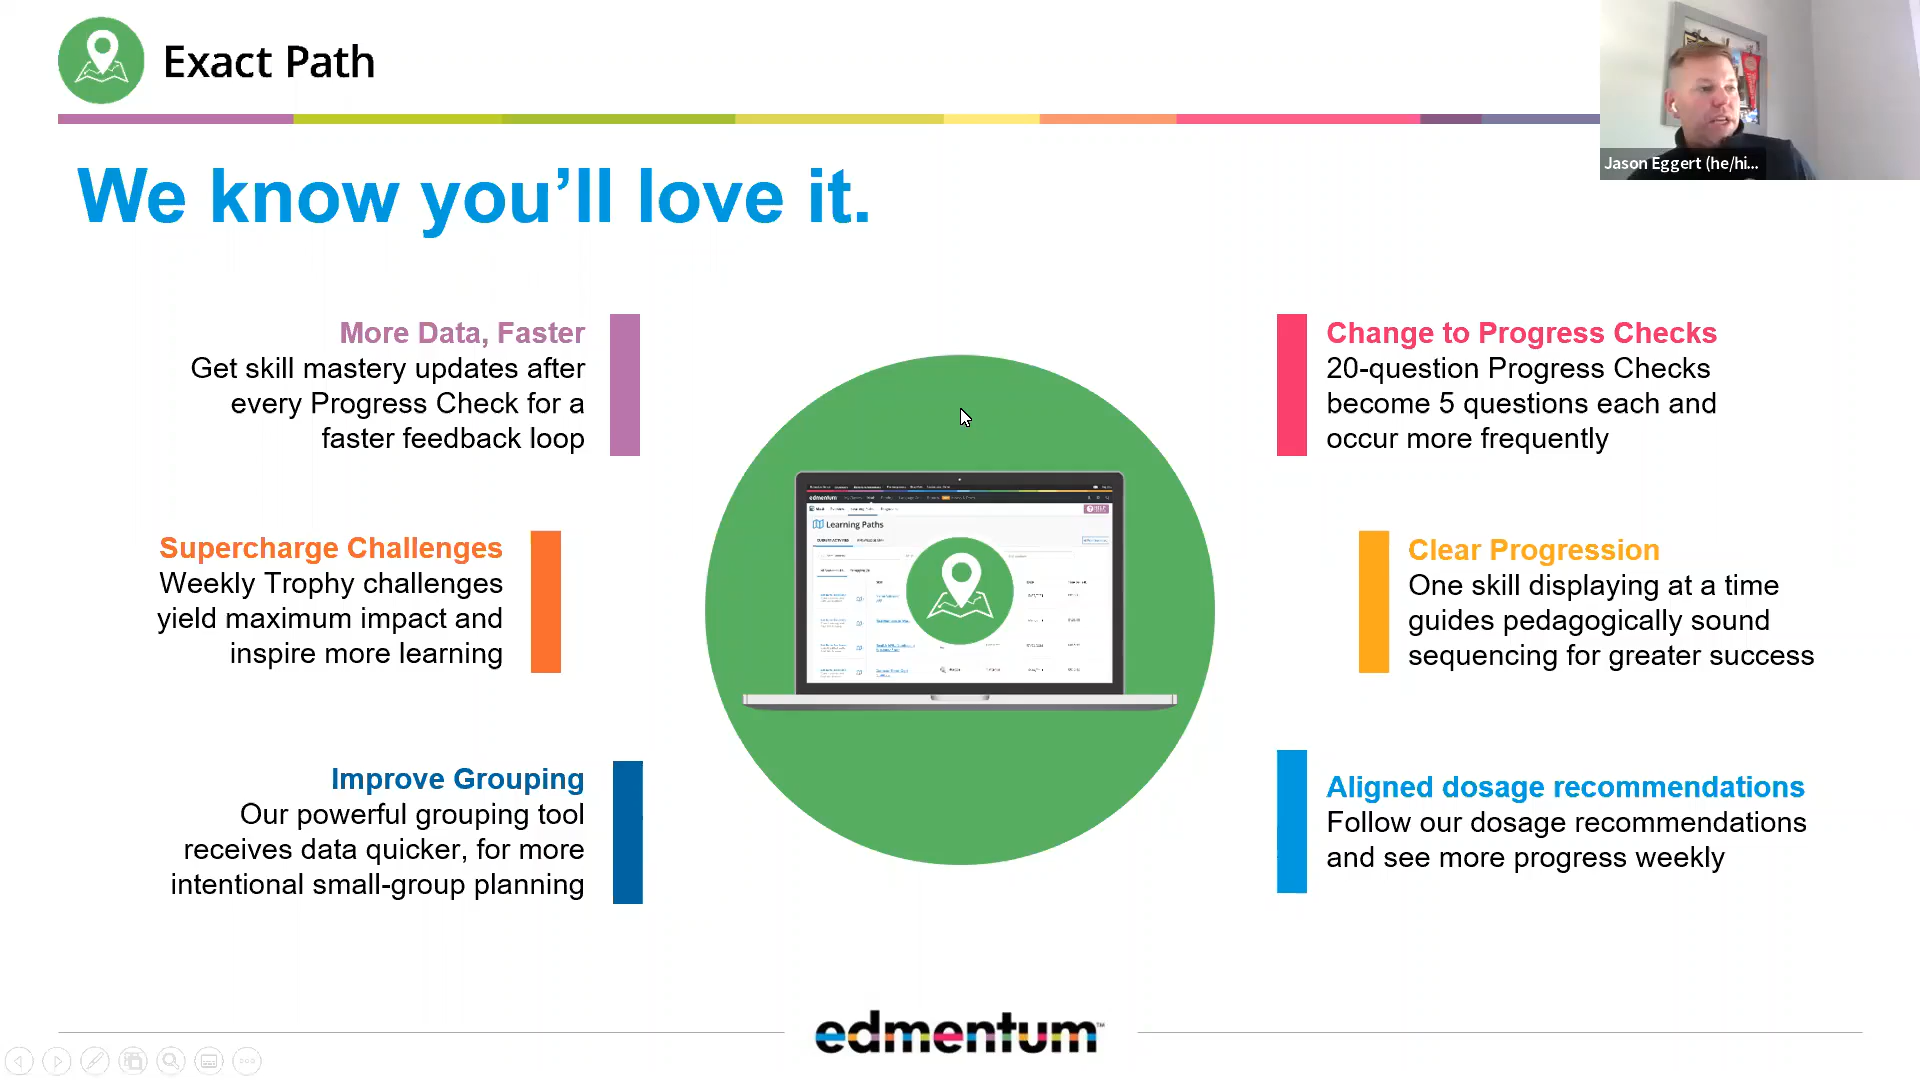 Exact Path
Jason Eggert (he/hi...
We know you’ll love it.
More Data, Faster
Get skill mastery updates after
every Progress Check for a
faster feedback loop
Supercharge Challenges
Weekly Trophy challenges
yield maximum impact and
inspire more learning
Improve Grouping
Our powerful grouping tool
receives data quicker, for more
intentional small-group planning
edmentum
Learning Paths
Change to Progress Checks
20-question Progress Checks
become 5 questions each and
occur more frequently
Clear Progression
One skill displaying at a time
guides pedagogically sound
sequencing for greater success
Aligned dosage recommendations
Follow our dosage recommendations
and see more progress weekly
edmentum™